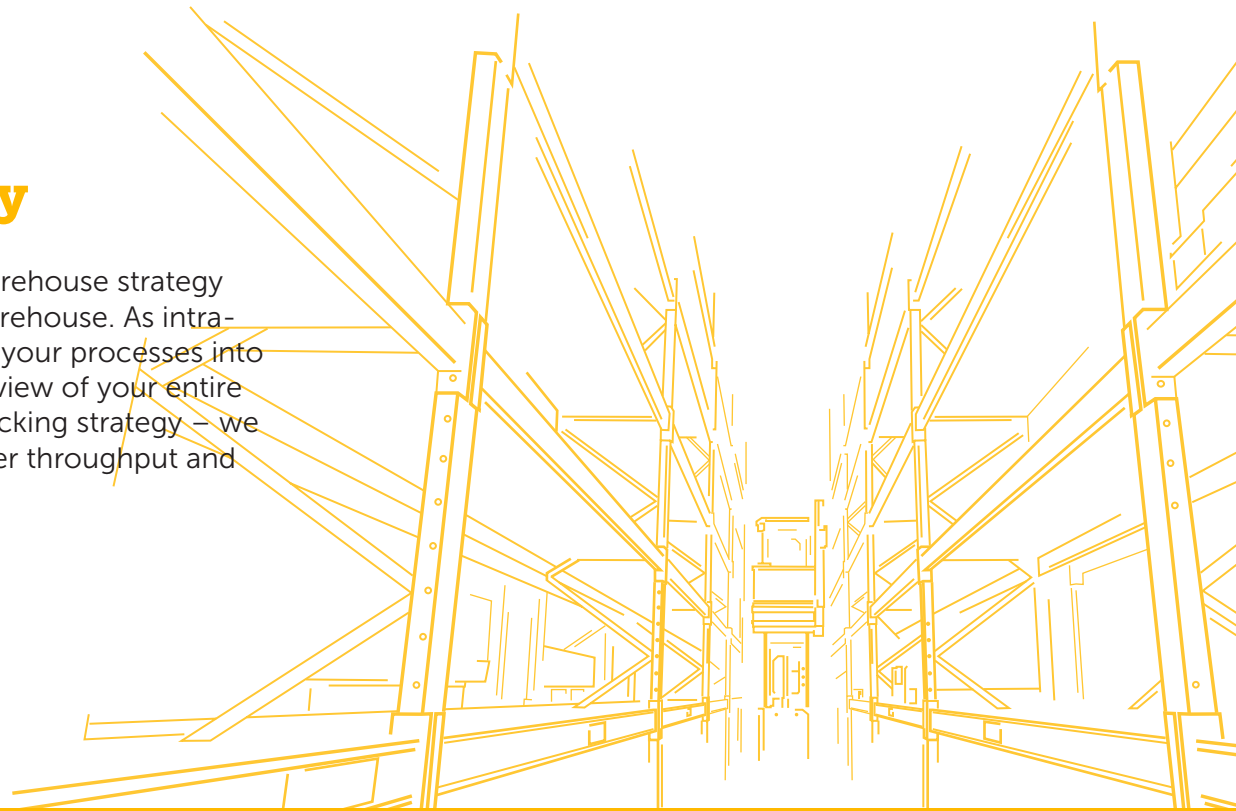 y
rehouse strategy
rehouse. As intra-
your processes into
view of your entire
cking strategy – we
er throughput and